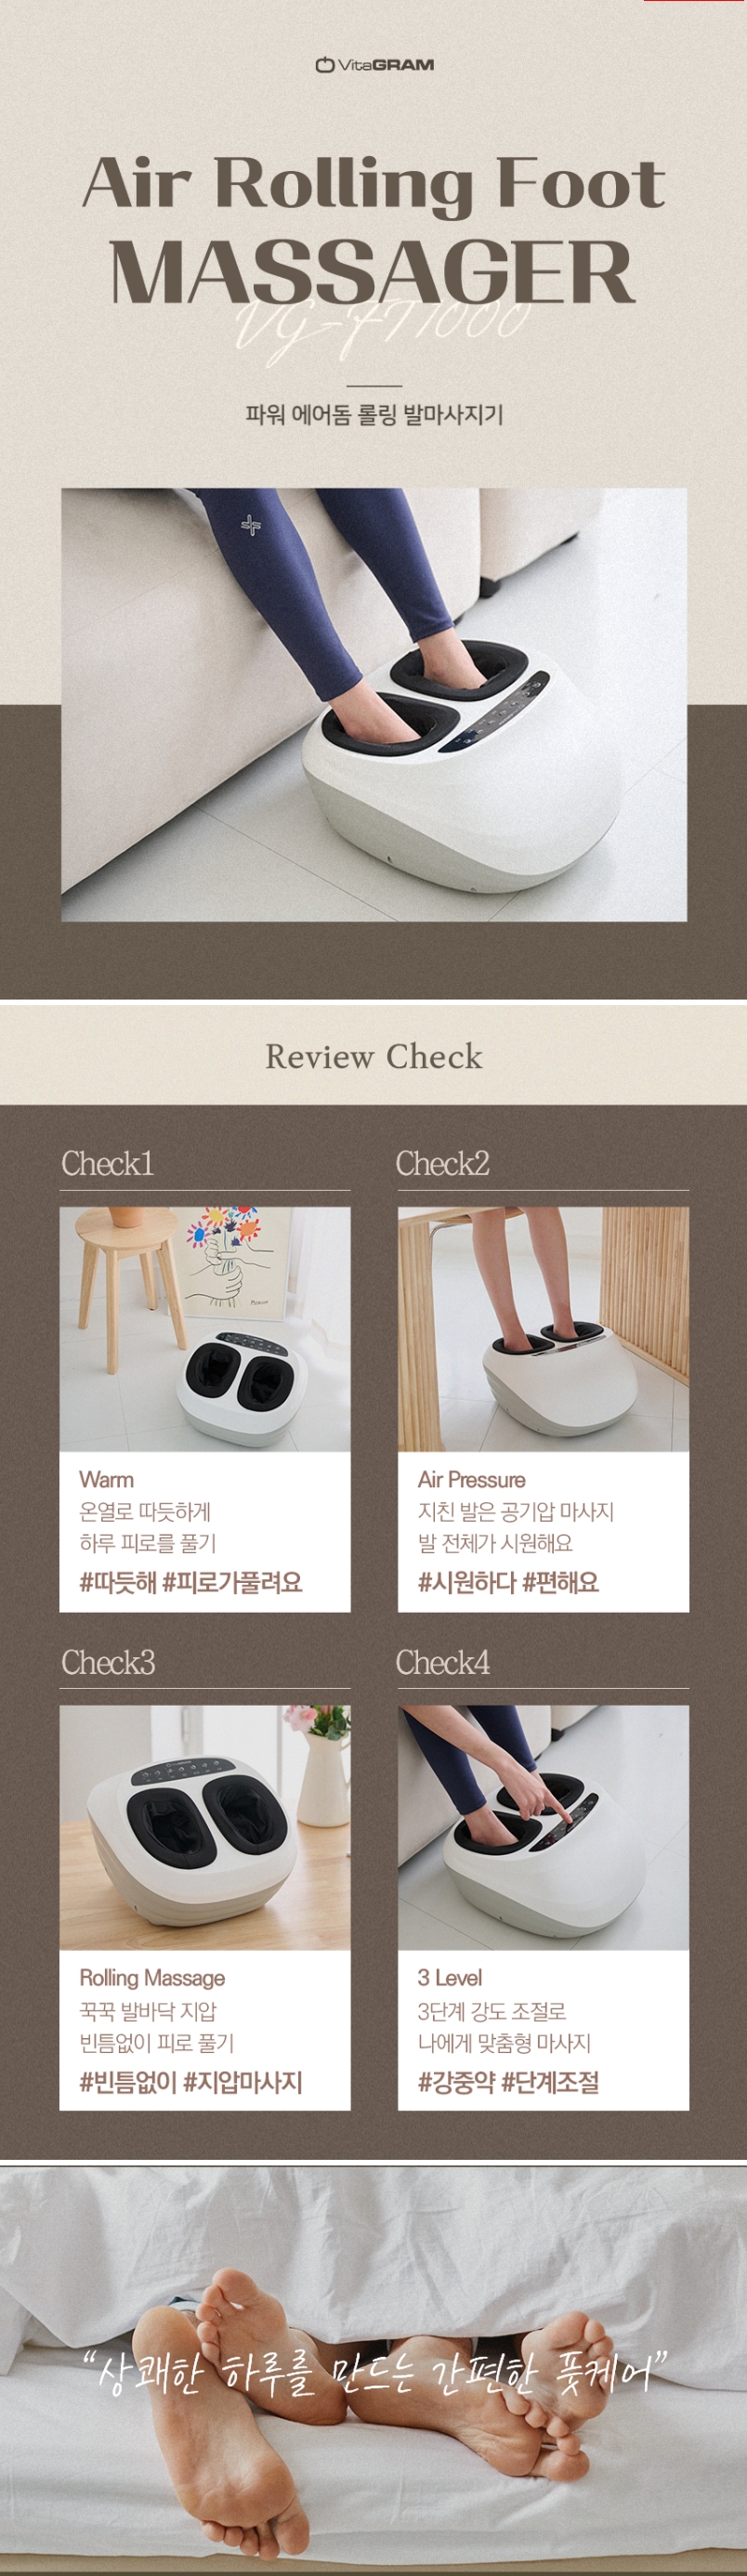 VitaGRAM
Air Rolling Foot
MASSAGER
VG-FT1000
파워 에어돔 롤링 발마사지기
Review Check
Check1
Check2
Warm
온열로 따듯하게
하루 피로를 풀기
#따듯해 #피로가풀려요
Air Pressure
지친 발은 공기압 마사지
발 전체가 시원해요
#시원하다 #편해요
Check3
Check4
Rolling Massage
꾹꾹 발바닥 지압
빈틈없이 피로 풀기
#빈틈없이 #지압마사지
3 Level
3단계 강도 조절로
나에게 맞춤형 마사지
#강중약 #단계조절
“상쾌한 하루를 만드는 간편한 풋케어”